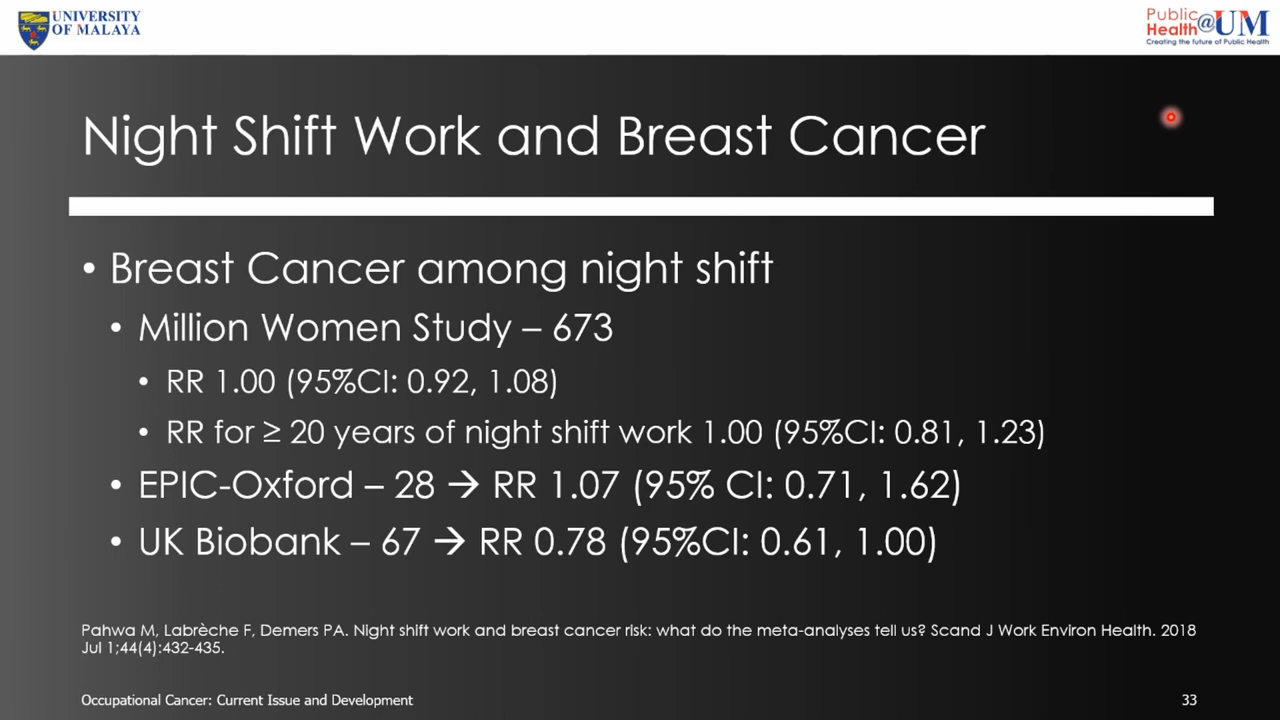 UNIVERSITY
OF MALAYA
Public
Health@UM
Creating the future of Public Health
Night Shift Work and Breast Cancer
• Breast Cancer among night shift
• Million Women Study – 673
• RR 1.00 (95%CI: 0.92, 1.08)
• RR for ≥ 20 years of night shift work 1.00 (95%CI: 0.81, 1.23)
• EPIC-Oxford – 28 → RR 1.07 (95% CI: 0.71, 1.62)
• UK Biobank – 67 → RR 0.78 (95%CI: 0.61, 1.00)
Pahwa M, Labrèche F, Demers PA. Night shift work and breast cancer risk: what do the meta-analyses tell us? Scand J Work Environ Health. 2018
Jul 1;44(4):432-435.
Occupational Cancer: Current Issue and Development
33